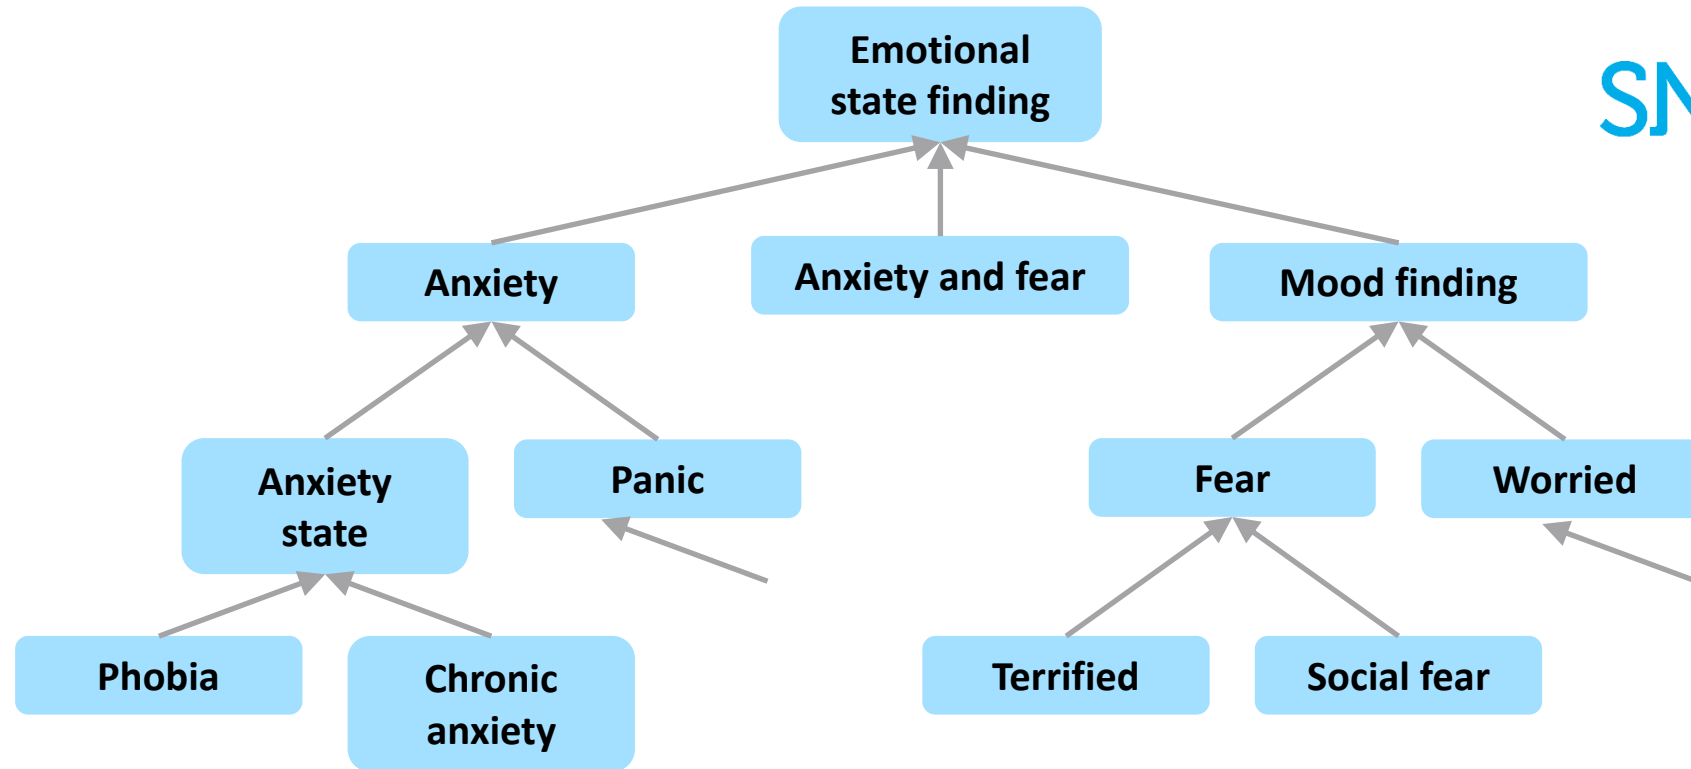 Emotional
state finding
SN
Anxiety
Anxiety and fear
Mood finding
Anxiety
state
Panic
Fear
Worried
Phobia
Chronic
anxiety
Terrified
Social fear